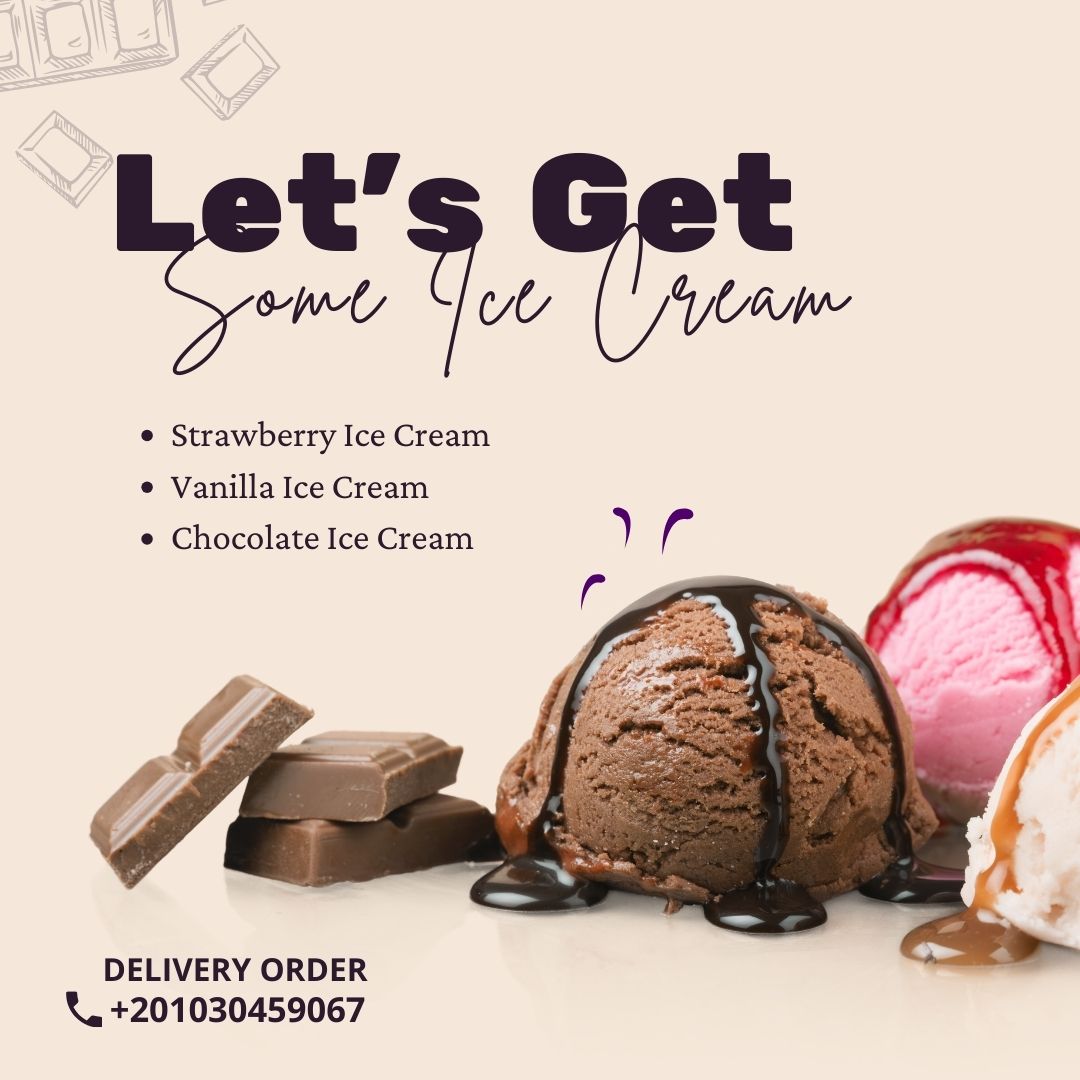 Let's Get
Some Ice Cream
• Strawberry Ice Cream
• Vanilla Ice Cream
• Chocolate Ice Cream
DELIVERY ORDER
+201030459067